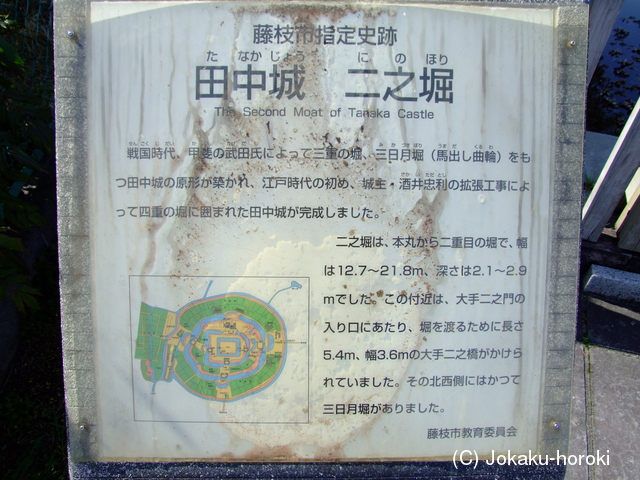 藤枝市指定史跡
たなかじょう にのほり
田中城 二之堀
The Second Moat of Tanaka Castle
戦国時代、甲斐の武田氏によって三重の堀、三日月堀（馬出し曲輪）をも
つ田中城の原形が築かれ、江戸時代の初め、城主・酒井忠利の拡張工事によ
って四重の堀に囲まれた田中城が完成しました。
二之堀は、本丸から二重目の堀で、幅
は12.7〜21.8m、深さは2.1〜2.9
mでした。この付近は、大手二之門の
入り口にあたり、堀を渡るために長さ
5.4m、幅3.6mの大手二之橋がかけら
れていました。その北西側にはかつて
三日月堀がありました。
藤枝市教育委員会
(C) Jokaku-horoki